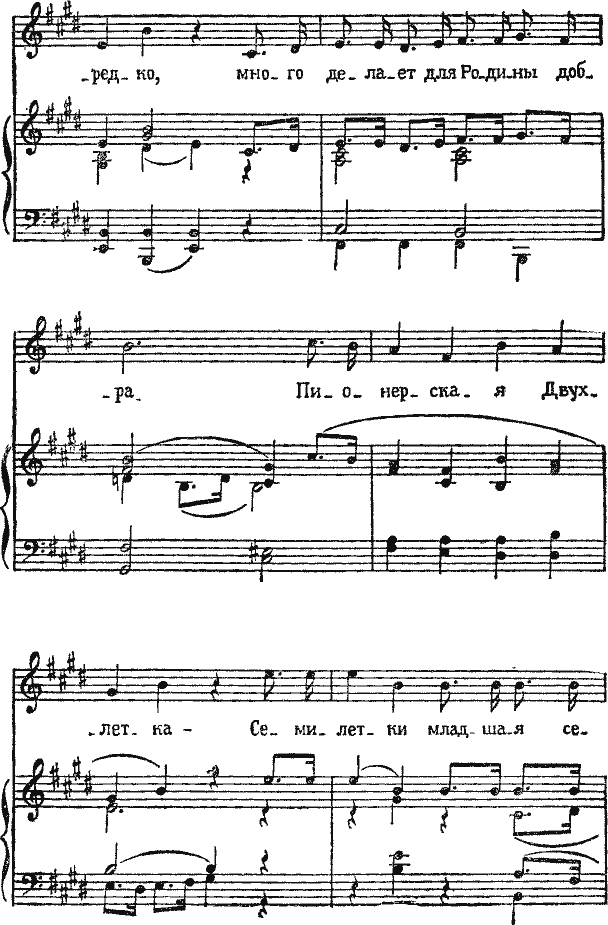 -ред-ко, мно-го де-ла-ет для Ро-ди-ны доб-
-ра. Пи-о-нер-ска-я Двух-
-лет-ка- Се-ми-лет-ки млад-ша-я се-